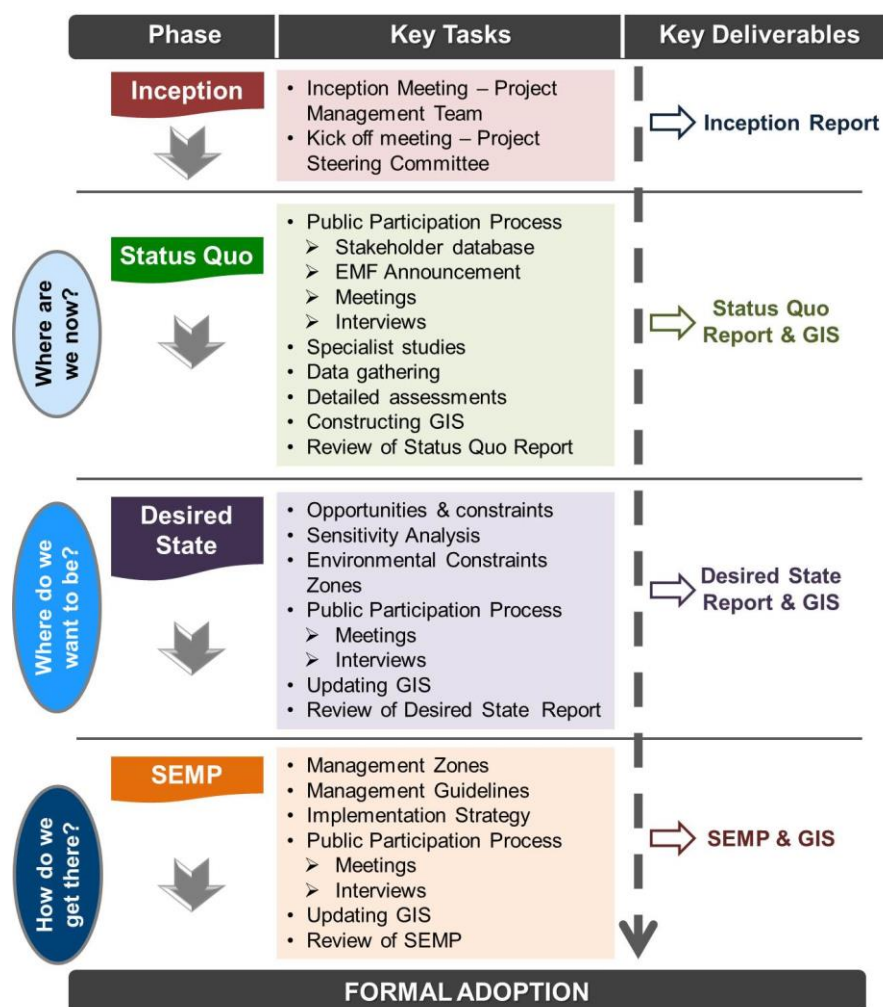 Phase
Key Tasks
Key Deliverables
Inception
• Inception Meeting – Project
Management Team
• Kick off meeting – Project
Steering Committee
Inception Report
Where are
we now?
Status Quo
• Public Participation Process
➢ Stakeholder database
➢ EMF Announcement
➢ Meetings
➢ Interviews
• Specialist studies
• Data gathering
• Detailed assessments
• Constructing GIS
• Review of Status Quo Report
Status Quo
Report & GIS
Where do we
want to be?
Desired
State
• Opportunities & constraints
• Sensitivity Analysis
• Environmental Constraints
Zones
• Public Participation Process
➢ Meetings
➢ Interviews
• Updating GIS
• Review of Desired State Report
Desired State
Report & GIS
How do we
get there?
SEMP
• Management Zones
• Management Guidelines
• Implementation Strategy
• Public Participation Process
➢ Meetings
➢ Interviews
• Updating GIS
• Review of SEMP
SEMP & GIS
FORMAL ADOPTION